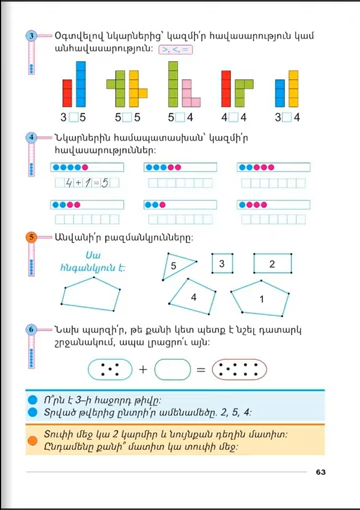 3 Օգտվելով նկարներից՝ կազմի՛ր հավասարություն կամ
անհավասարություն։ >, <, =
3 5 5 5 5 4 4 4 3 4
4 Նկարներին համապատասխան՝ կազմի՛ր
հավասարություններ։
4+1=5
5 Անվանի՛ր բազմանկյունները։
Սա
հնգանկյուն է։
5 3 2
4 1
6 Նախ պարզի՛ր, թե քանի կետ պետք է նշել դատարկ
շրջանակում, ապա լրացրո՛ւ այն։
+ =
Ո՞րն է 3–ի հաջորդ թիվը։
Տրված թվերից ընտրի՛ր ամենամեծը. 2, 5, 4։
Տուփի մեջ կա 2 կարմիր և նույնքան դեղին մատիտ։
Ընդամենը քանի՞ մատիտ կա տուփի մեջ։
63